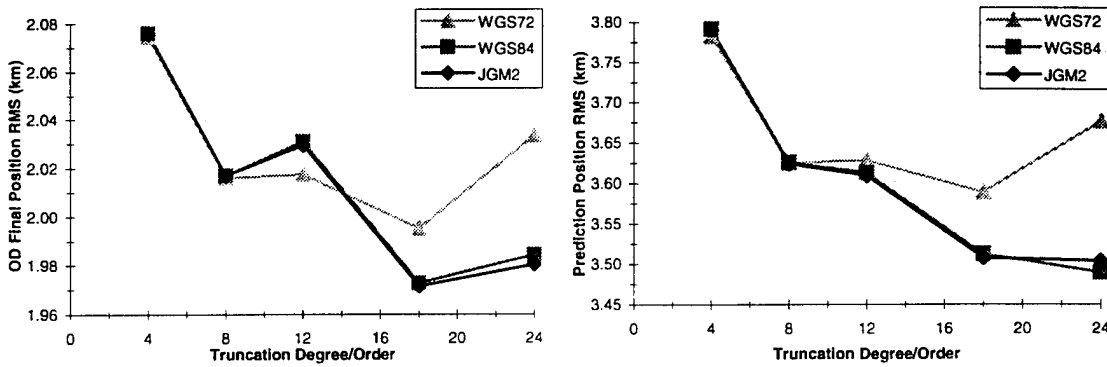 OD Final Position RMS (km)
2.08
2.06
2.04
2.02
2.00
1.98
1.96
0
4
8
12
16
20
24
Truncation Degree/Order
WGS72
WGS84
JGM2
Prediction Position RMS (km)
3.80
3.75
3.70
3.65
3.60
3.55
3.50
3.45
0
4
8
12
16
20
24
Truncation Degree/Order
WGS72
WGS84
JGM2